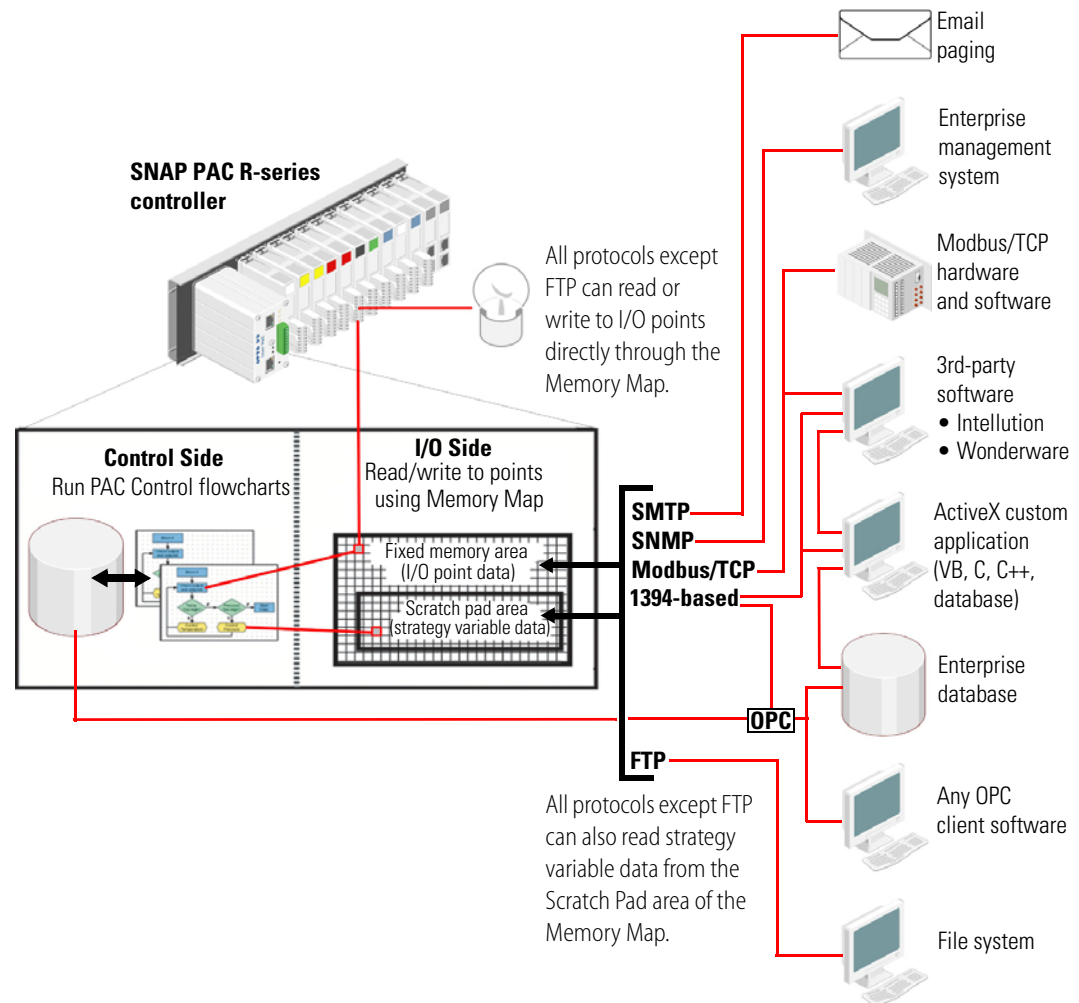 Email
paging
Enterprise
management
system
SNAP PAC R-series
controller
All protocols except
FTP can read or
write to I/O points
directly through the
Memory Map.
Modbus/TCP
hardware
and software
3rd-party
software
• Intellution
• Wonderware
Control Side
Run PAC Control flowcharts
I/O Side
Read/write to points
using Memory Map
Fixed memory area
(I/O point data)
Scratch pad area
(strategy variable data)
SMTP
SNMP
Modbus/TCP
1394-based
ActiveX custom
application
(VB, C, C++,
database)
Enterprise
database
OPC
FTP
All protocols except FTP
can also read strategy
variable data from the
Scratch Pad area of the
Memory Map.
Any OPC
client software
File system